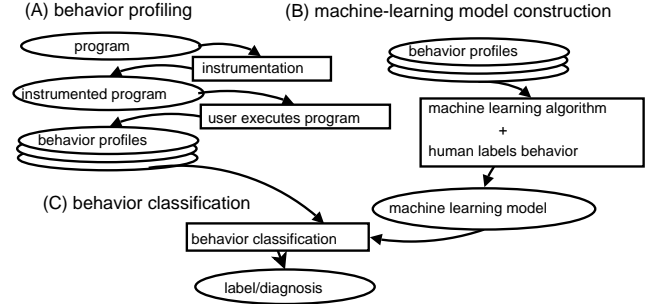 (A) behavior profiling
program
instrumentation
instrumented program
user executes program
behavior profiles
(B) machine-learning model construction
behavior profiles
machine learning algorithm
+
human labels behavior
machine learning model
(C) behavior classification
behavior classification
label/diagnosis